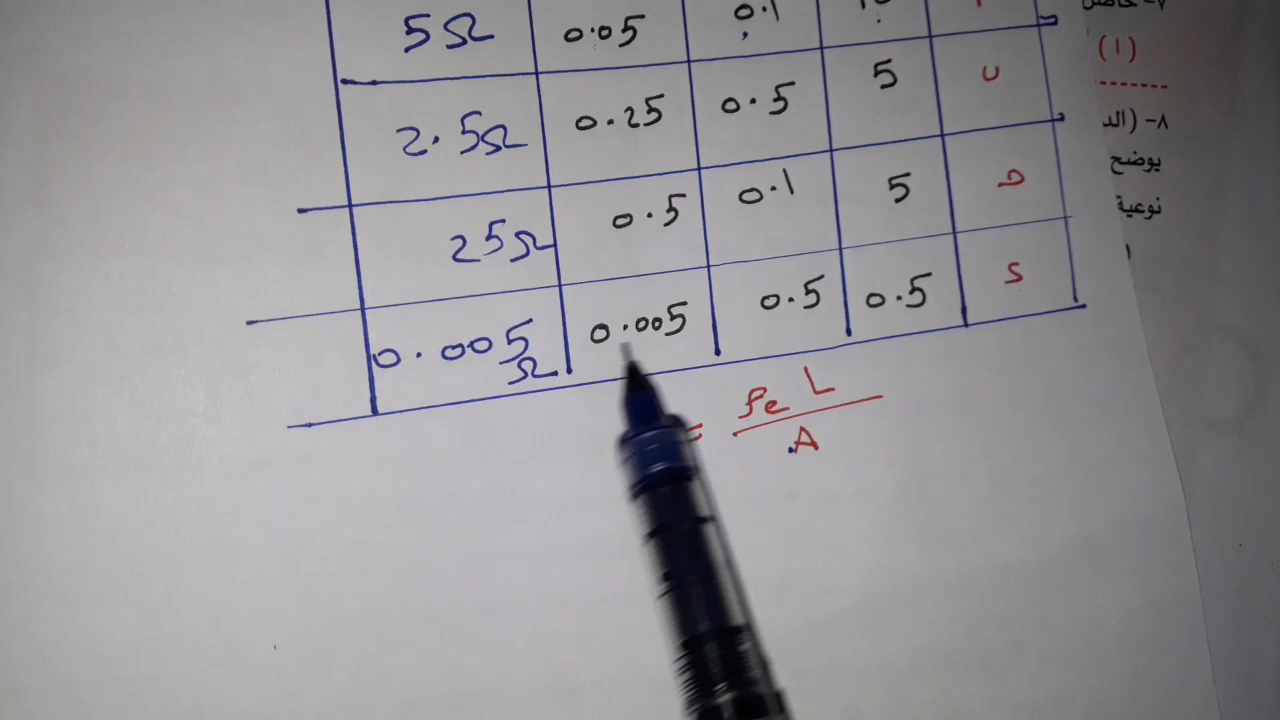 5Ω 0.05 0.1
2.5Ω 0.25 0.5 5 ب
25Ω 0.5 0.1 5 ج
0.005Ω 0.005 0.5 0.5 د
= ρe L
A
(١)
٨- (الد
يوضح
نوعية